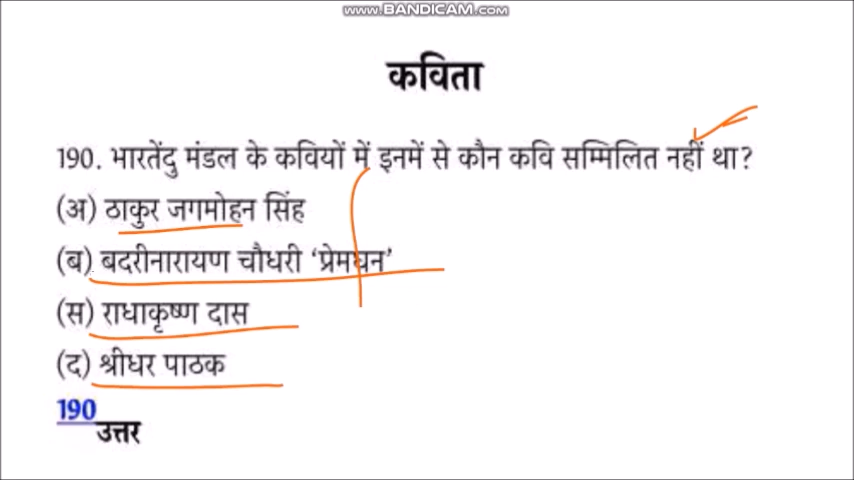 www.BANDICAM.com
कविता
190. भारतेंदु मंडल के कवियों में इनमें से कौन कवि सम्मिलित नहीं था?
(अ) ठाकुर जगमोहन सिंह
(ब) बदरीनारायण चौधरी ‘प्रेमघन’
(स) राधाकृष्ण दास
(द) श्रीधर पाठक
190
उत्तर